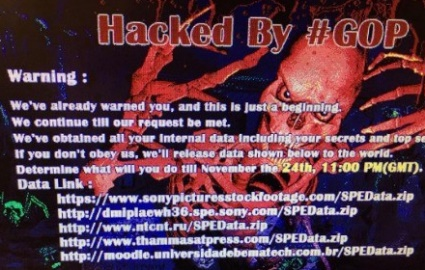 Hacked By #GOP
Warning :
We've already warned you, and this is just a beginning.
We continue till our request be met.
We've obtained all your internal data including your secrets and top se
If you don't obey us, we'll release data shown below to the world.
Determine what will you do till November the 24th, 11:00 PM(GMT).
Data Link :
https://www.sonypicturesstockfootage.com/SPEData.zip
http://dmiplaewh36.spe.sony.com/SPEData.zip
http://www.ntcnt.ru/SPEData.zip
http://www.thammasatpress.com/SPEData.zip
http://moodle.universidadebematech.com.br/SPEData.zip